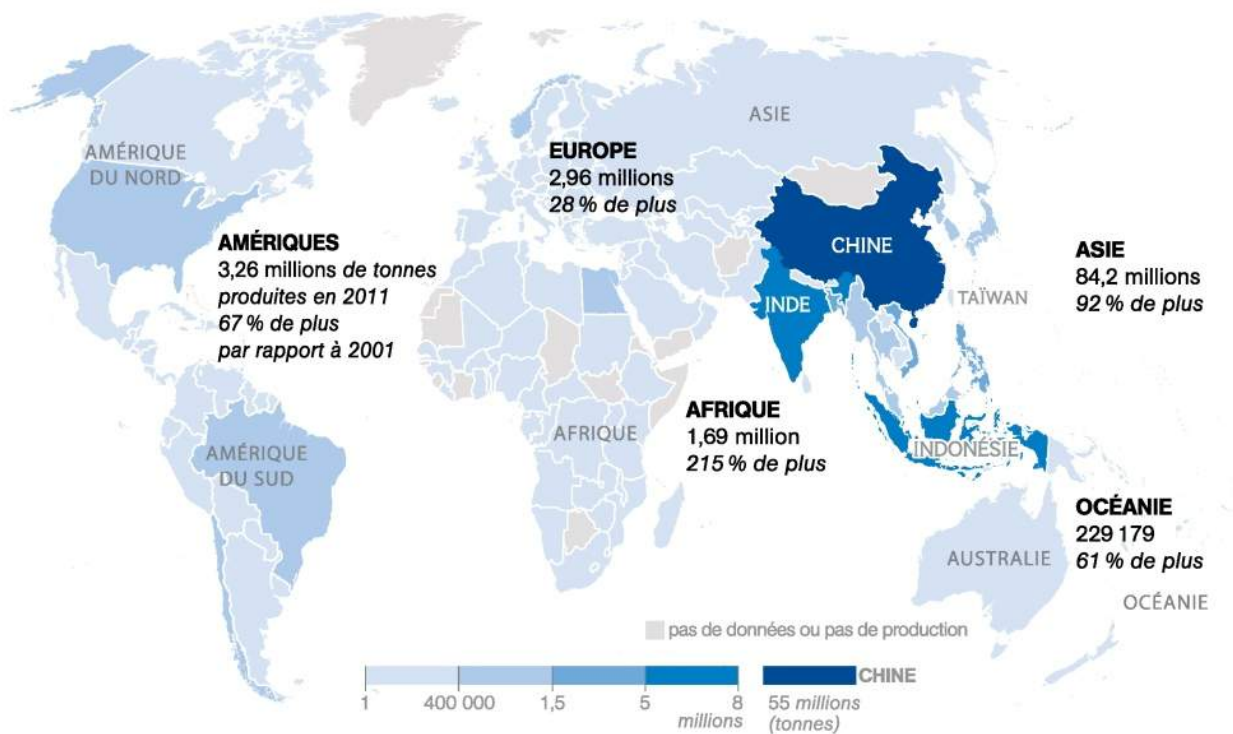 AMÉRIQUE
DU NORD
AMÉRIQUES
3,26 millions de tonnes
produites en 2011
67 % de plus
par rapport à 2001
AMÉRIQUE
DU SUD
EUROPE
2,96 millions
28 % de plus
ASIE
CHINE
INDE
TAÏWAN
ASIE
84,2 millions
92 % de plus
AFRIQUE
AFRIQUE
1,69 million
215 % de plus
INDONÉSIE
AUSTRALIE
OCÉANIE
229 179
61 % de plus
OCÉANIE
pas de données ou pas de production
CHINE
1 400 000 1,5 5 8 55 millions
millions (tonnes)